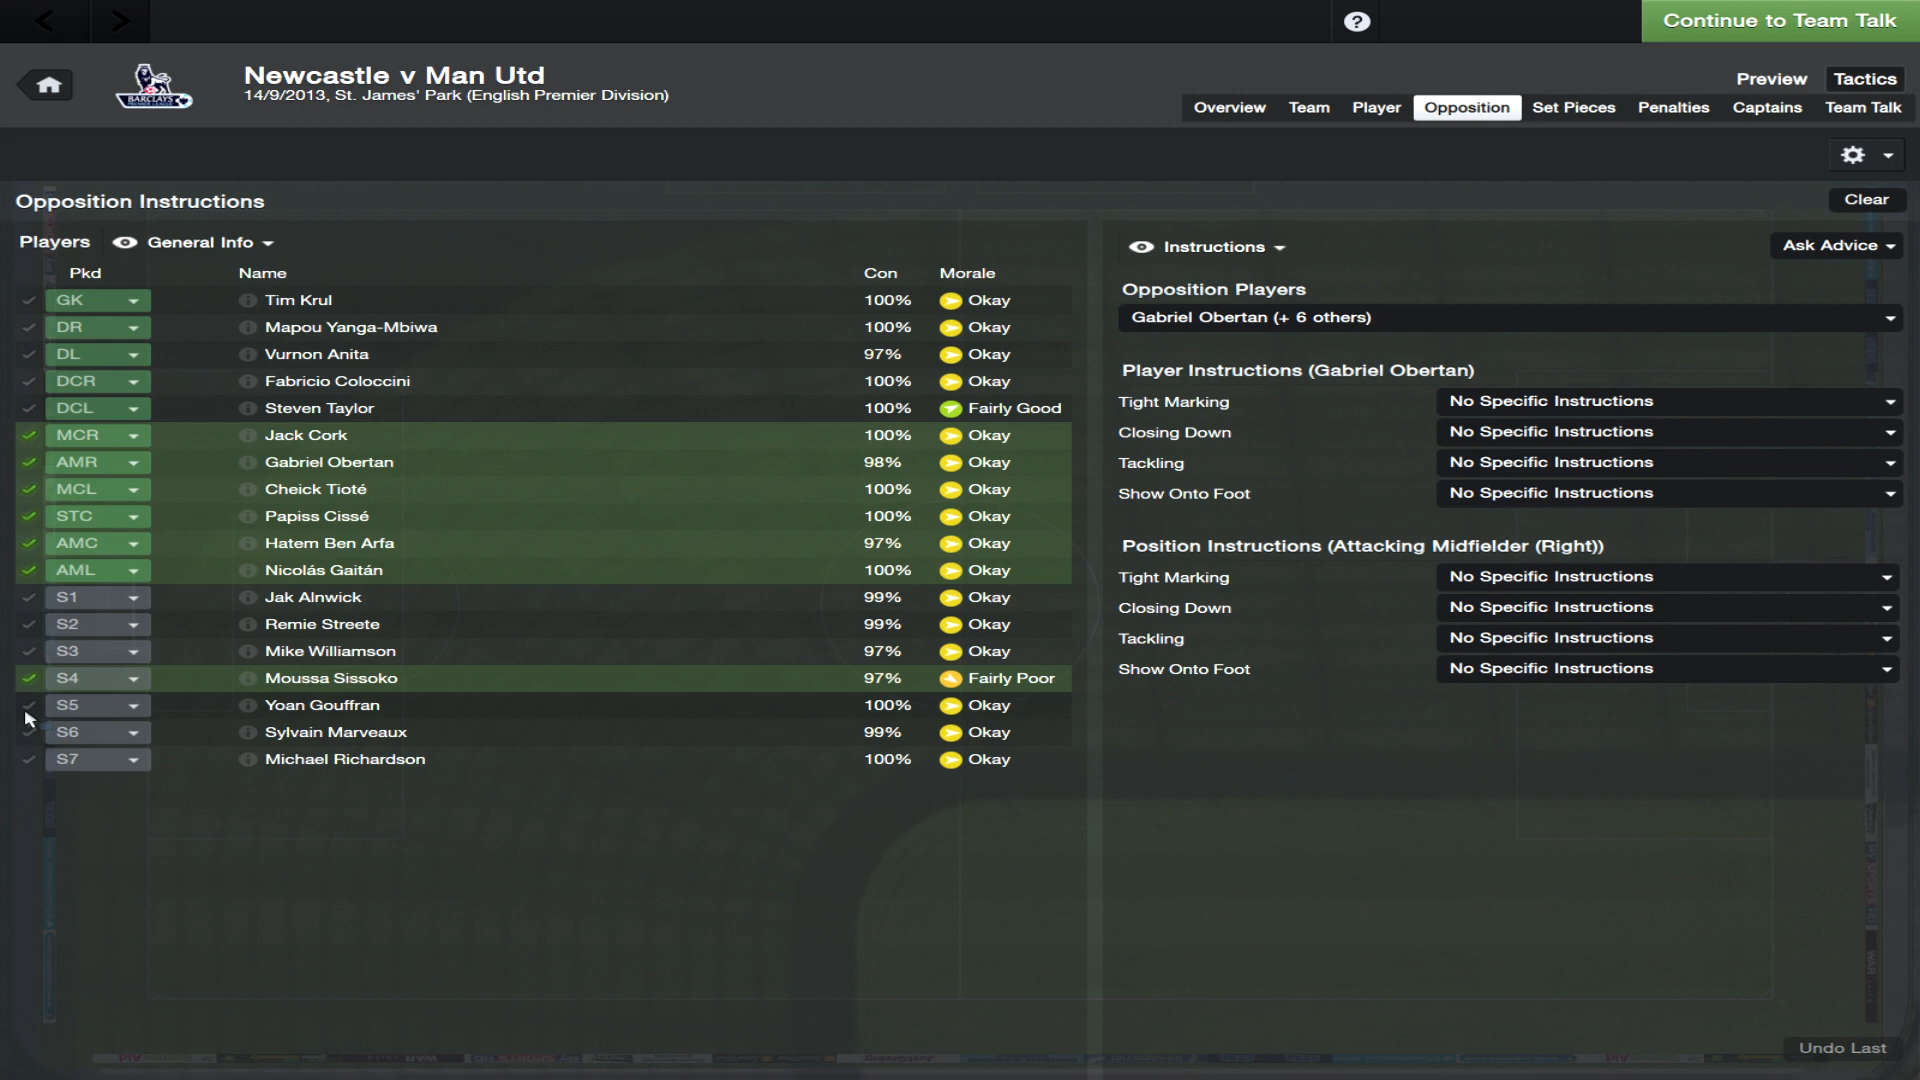 ?
Continue to Team Talk
Newcastle v Man Utd
14/9/2013, St. James' Park (English Premier Division)
BARCLAYS
Preview Tactics
Overview Team Player Opposition Set Pieces Penalties Captains Team Talk
Opposition Instructions
Clear
Players General Info
Instructions
Ask Advice
Pkd Name Con Morale
GK Tim Krul 100% Okay
DR Mapou Yanga-Mbiwa 100% Okay
DL Vurnon Anita 97% Okay
DCR Fabricio Coloccini 100% Okay
DCL Steven Taylor 100% Fairly Good
MCR Jack Cork 100% Okay
AMR Gabriel Obertan 98% Okay
MCL Cheick Tioté 100% Okay
STC Papiss Cissé 100% Okay
AMC Hatem Ben Arfa 97% Okay
AML Nicolás Gaitán 100% Okay
S1 Jak Alnwick 99% Okay
S2 Remie Streete 99% Okay
S3 Mike Williamson 97% Okay
S4 Moussa Sissoko 97% Fairly Poor
S5 Yoan Gouffran 100% Okay
S6 Sylvain Marveaux 99% Okay
S7 Michael Richardson 100% Okay
Opposition Players
Gabriel Obertan (+ 6 others)
Player Instructions (Gabriel Obertan)
Tight Marking No Specific Instructions
Closing Down No Specific Instructions
Tackling No Specific Instructions
Show Onto Foot No Specific Instructions
Position Instructions (Attacking Midfielder (Right))
Tight Marking No Specific Instructions
Closing Down No Specific Instructions
Tackling No Specific Instructions
Show Onto Foot No Specific Instructions
Undo Last